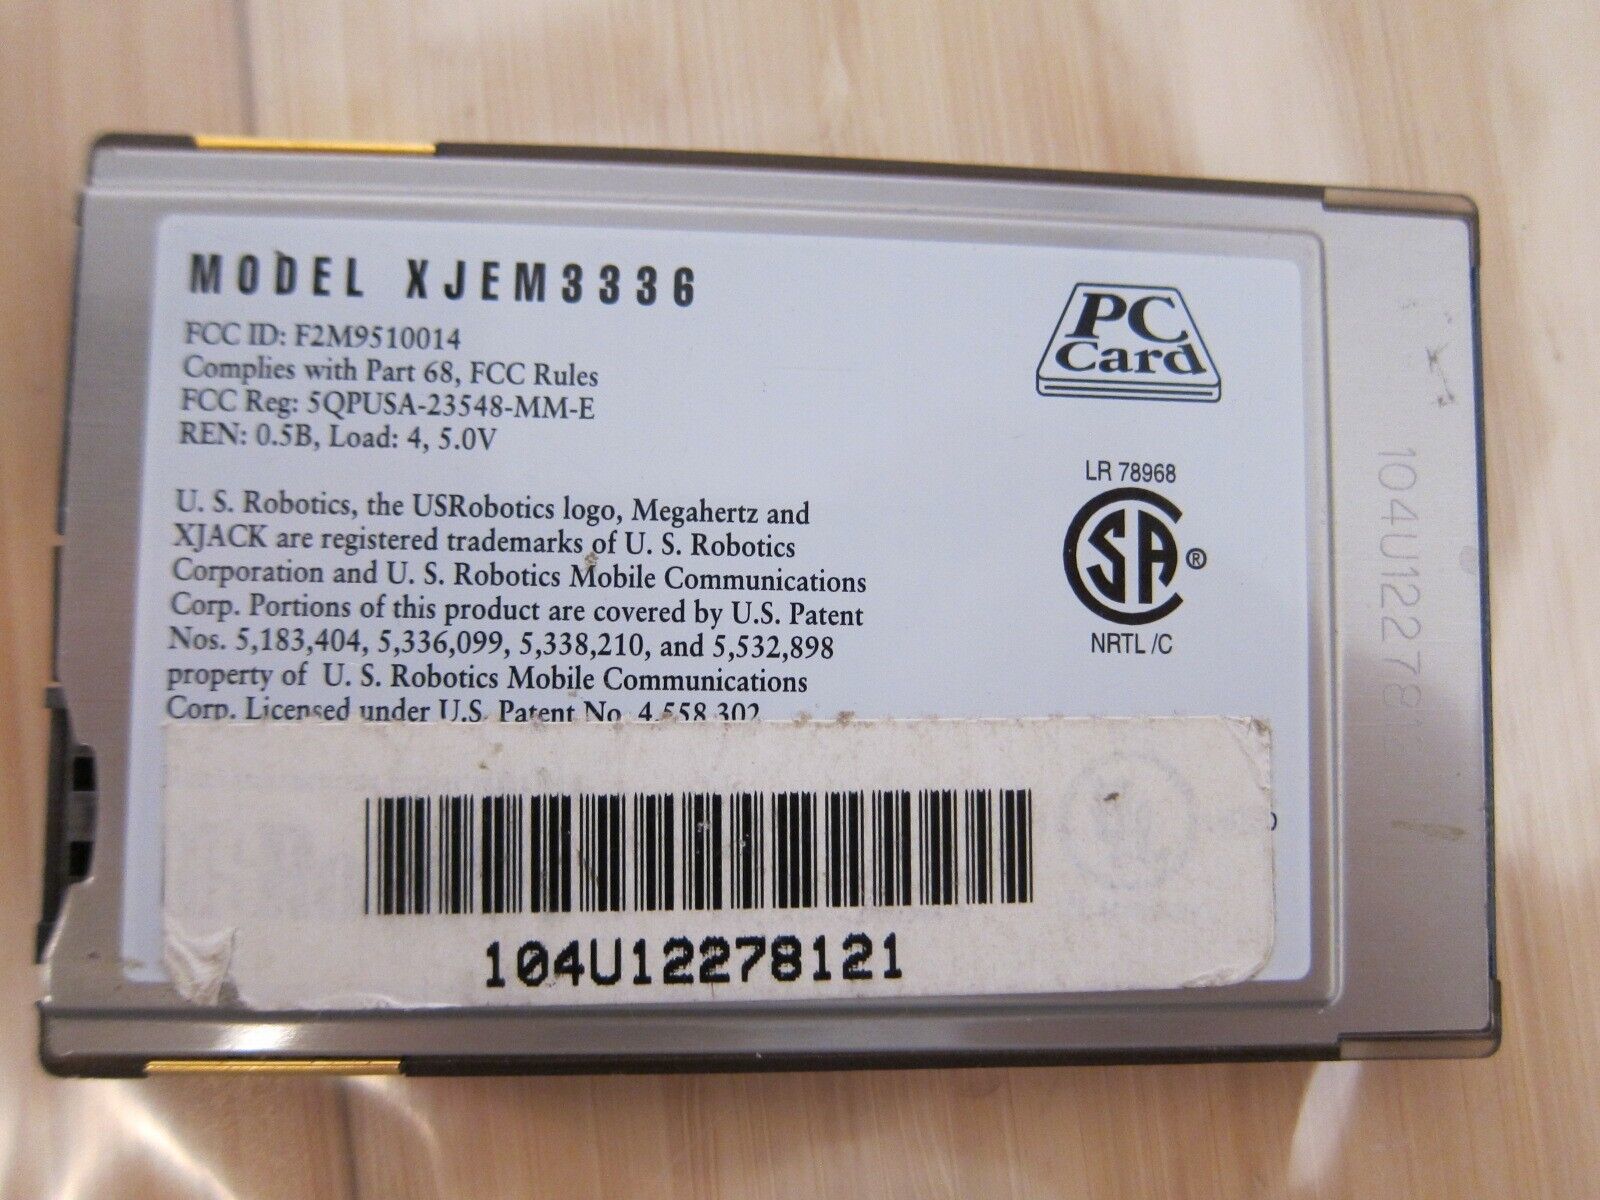 MODEL XJEM3336
FCC ID: F2M9510014
Complies with Part 68, FCC Rules
FCC Reg: 5QPUSA-23548-MM-E
REN: 0.5B, Load: 4, 5.0V
PC
Card
LR 78968
SA®
NRTL /C
U. S. Robotics, the USRobotics logo, Megahertz and
XJACK are registered trademarks of U. S. Robotics
Corporation and U. S. Robotics Mobile Communications
Corp. Portions of this product are covered by U.S. Patent
Nos. 5,183,404, 5,336,099, 5,338,210, and 5,532,898
property of U. S. Robotics Mobile Communications
Corp. Licensed under U.S. Patent No. 4,558,302
104U12278121
104U12278